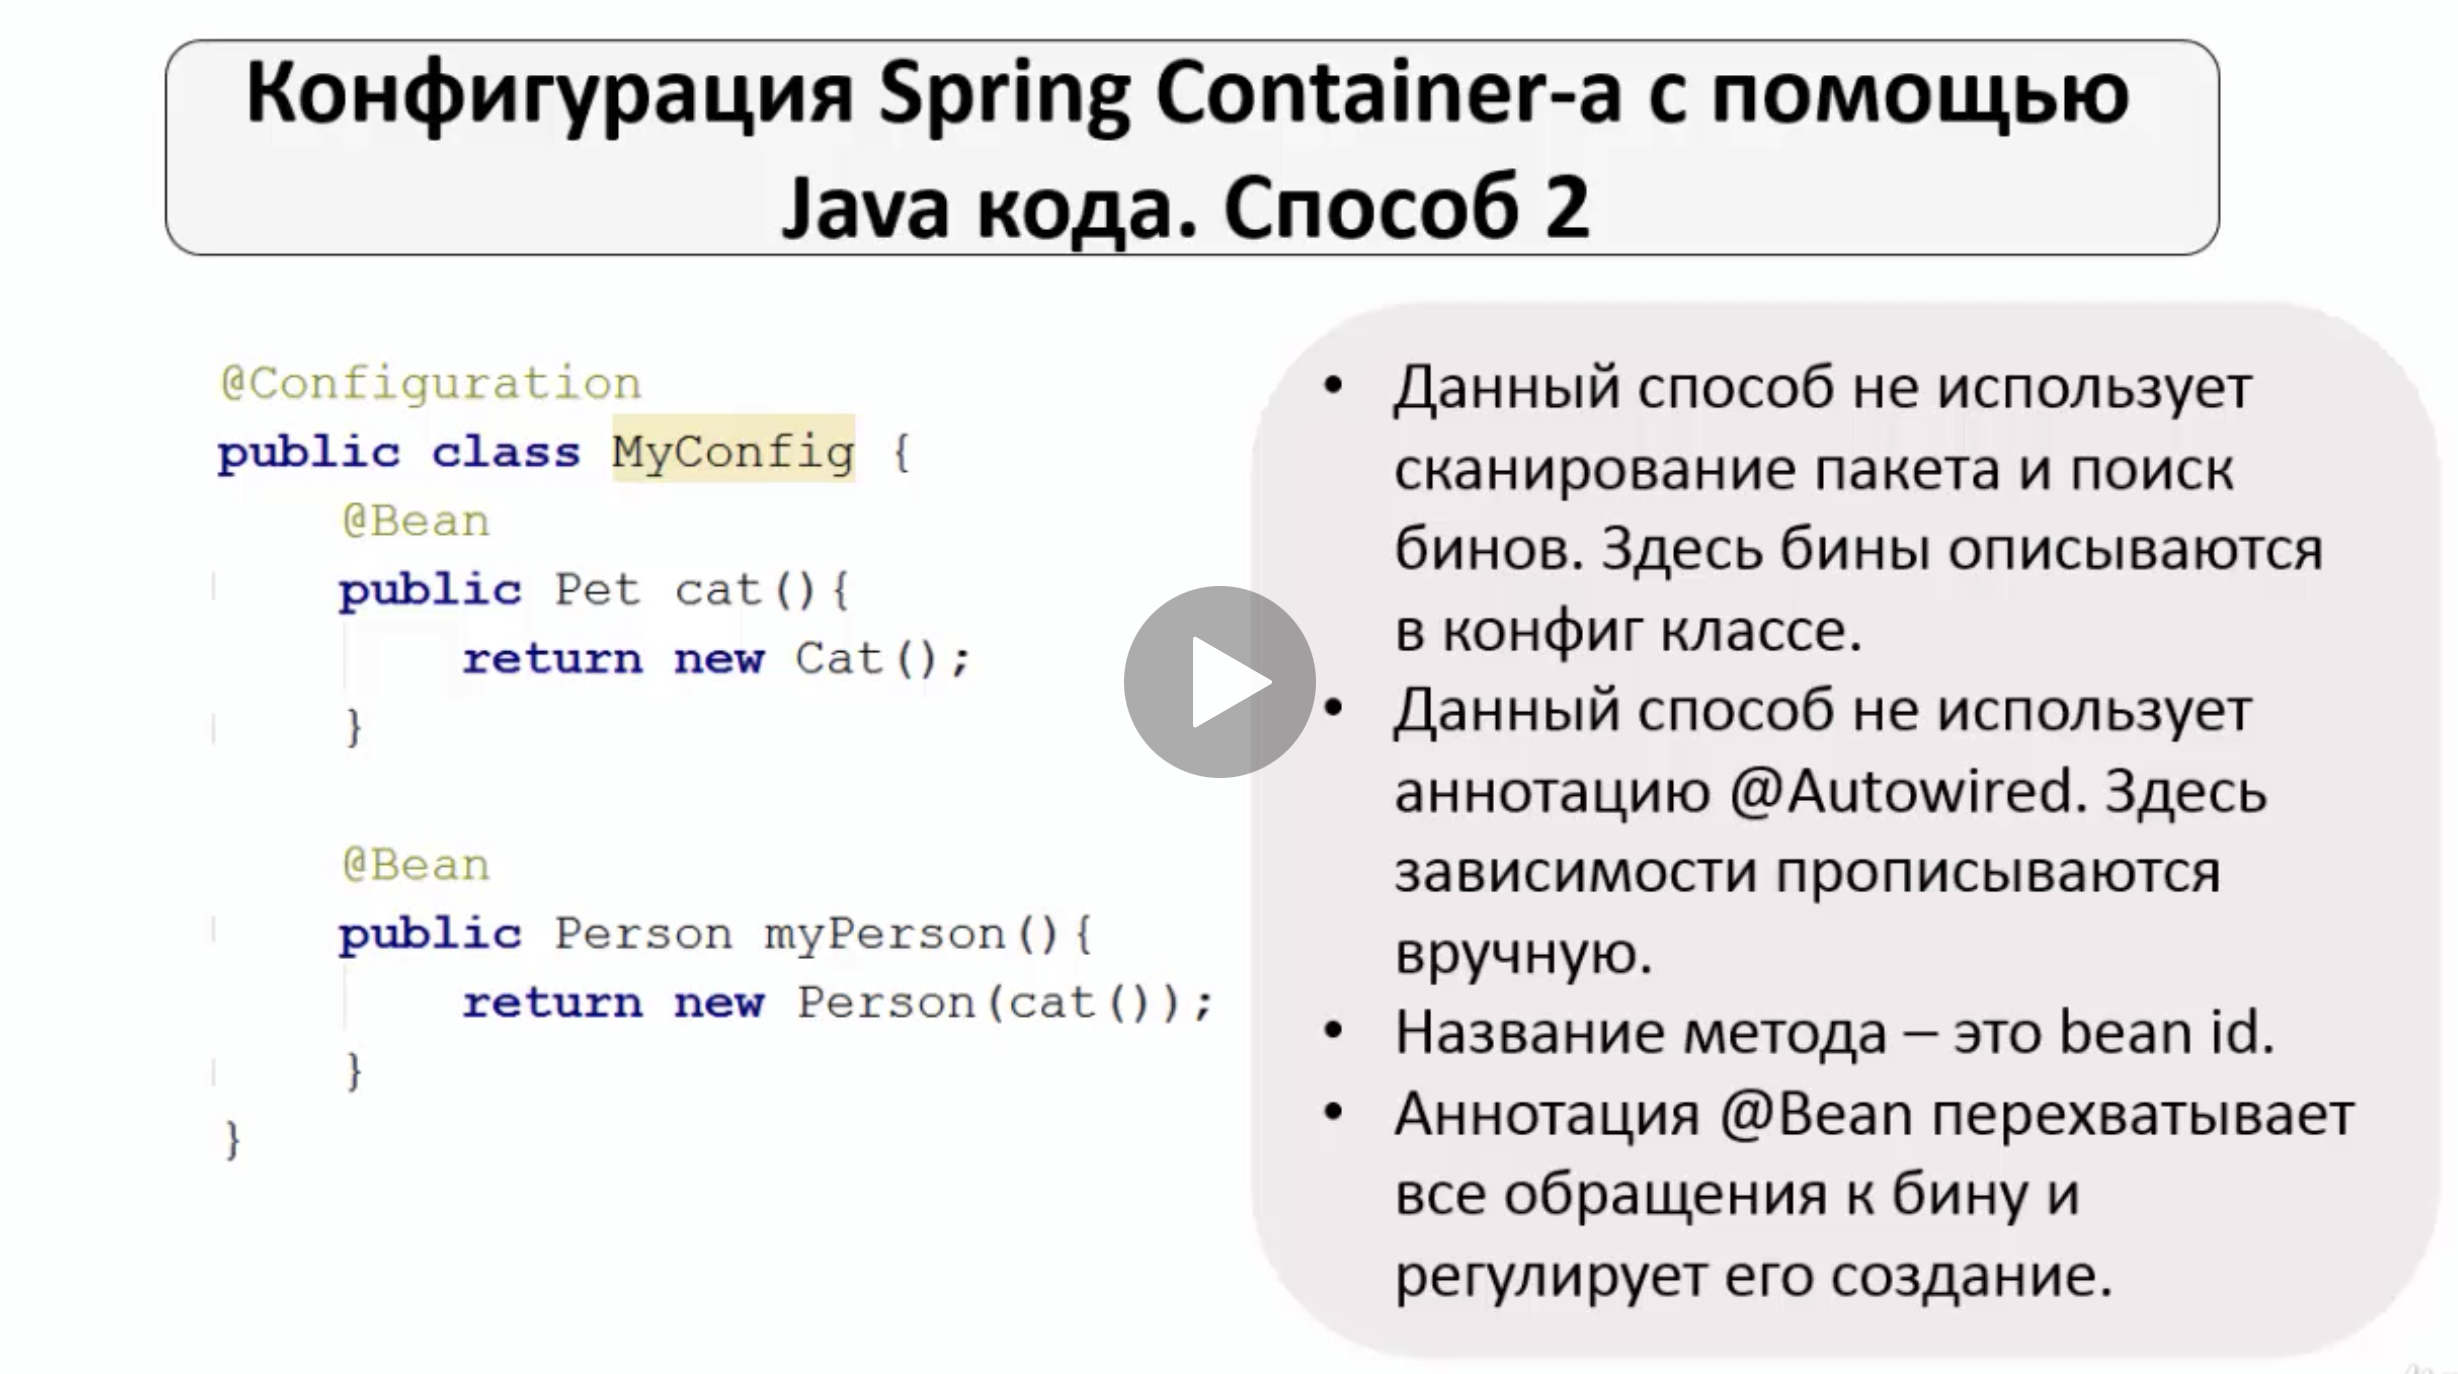 Конфигурация Spring Container-а с помощью
Java кода. Способ 2
@Configuration
public class MyConfig {
@Bean
public Pet cat(){
return new Cat();
}
@Bean
public Person myPerson(){
return new Person(cat());
}
}
• Данный способ не использует
сканирование пакета и поиск
бинов. Здесь бины описываются
в конфиг классе.
• Данный способ не использует
аннотацию @Autowired. Здесь
зависимости прописываются
вручную.
• Название метода – это bean id.
• Аннотация @Bean перехватывает
все обращения к бину и
регулирует его создание.